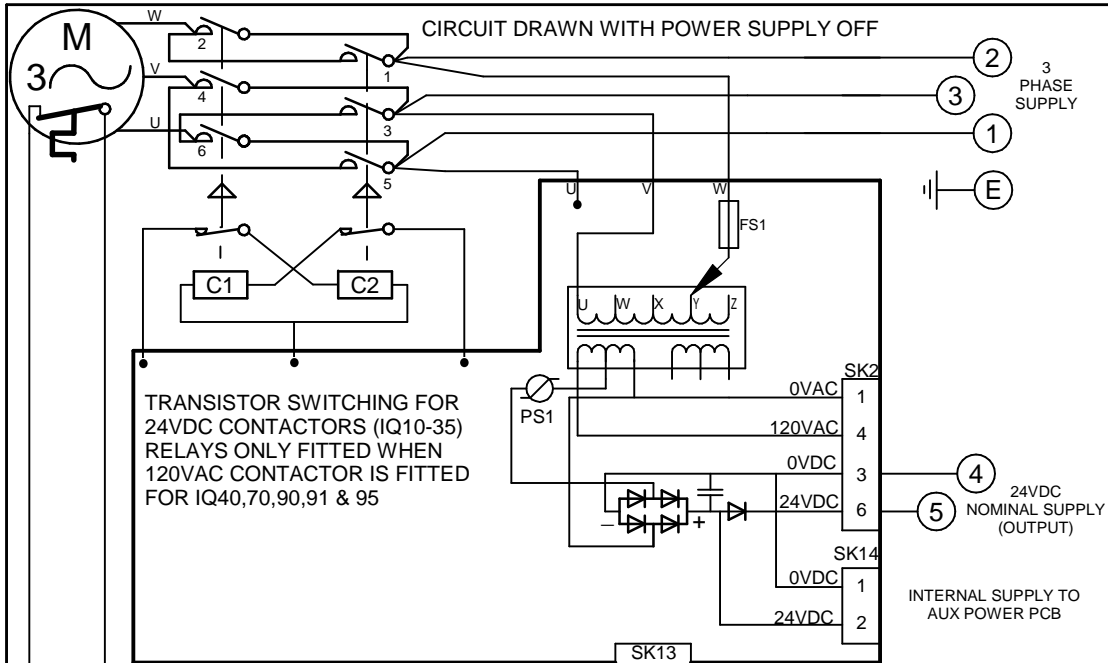 CIRCUIT DRAWN WITH POWER SUPPLY OFF
W
2
M
3
V
4
U
6
1
3
5
2
3
1
E
3
PHASE
SUPPLY
U
V
W
FS1
C1
C2
U
W
X
Y
Z
TRANSISTOR SWITCHING FOR
24VDC CONTACTORS (IQ10-35)
RELAYS ONLY FITTED WHEN
120VAC CONTACTOR IS FITTED
FOR IQ40,70,90,91 & 95
PS1
SK2
0VAC
1
120VAC
4
0VDC
3
24VDC
6
4
5
24VDC
NOMINAL SUPPLY
(OUTPUT)
–
+
SK14
0VDC
1
24VDC
2
INTERNAL SUPPLY TO
AUX POWER PCB
SK13